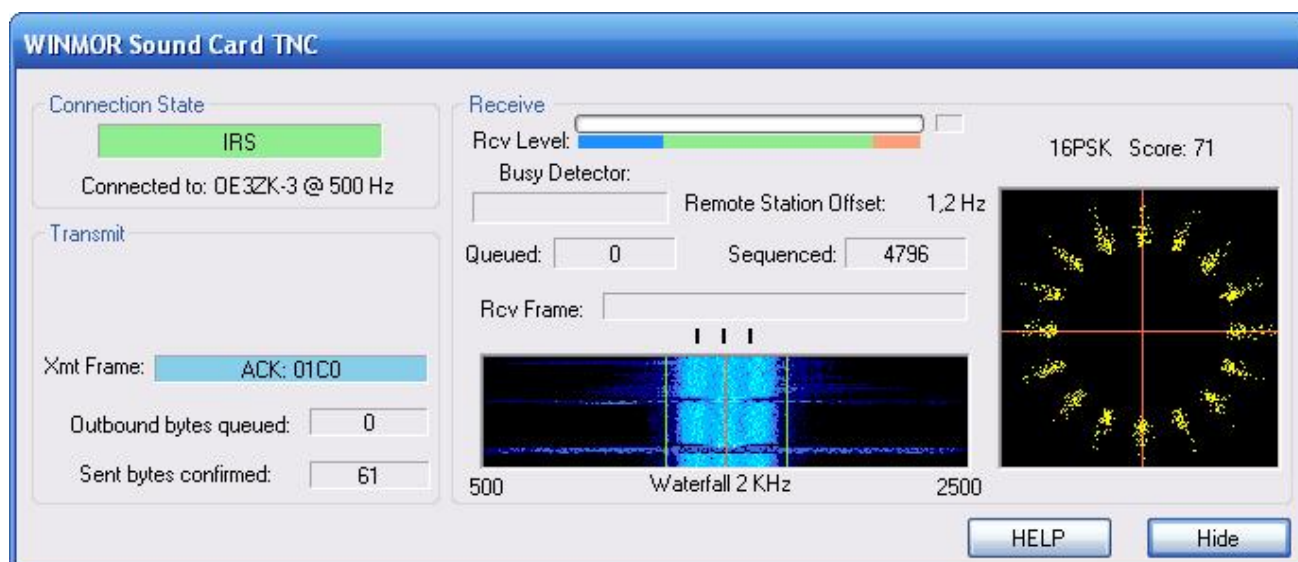 WINMOR Sound Card TNC
Connection State
IRS
Connected to: OE3ZK-3 @ 500 Hz
Transmit
Xmt Frame: ACK: 01C0
Outbound bytes queued: 0
Sent bytes confirmed: 61
Receive
Rcv Level:
Busy Detector:
Remote Station Offset: 1,2 Hz
Queued: 0 Sequenced: 4796
Rcv Frame:
500 Waterfall 2 KHz 2500
16PSK Score: 71
HELP Hide